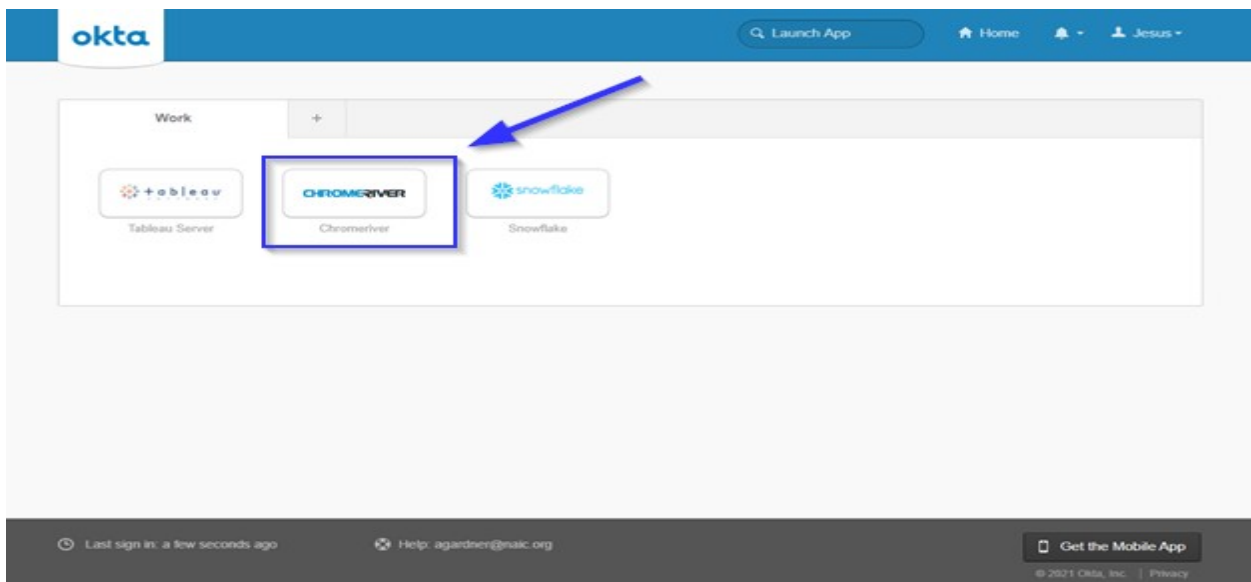 okta
Launch App
Home
Jesus
Work
+
tableau
CHROMERIVER
snowflake
Tableau Server
Chromeriver
Snowflake
Last sign in: a few seconds ago
Help: agardner@naic.org
Get the Mobile App
© 2021 Okta, Inc. | Privacy